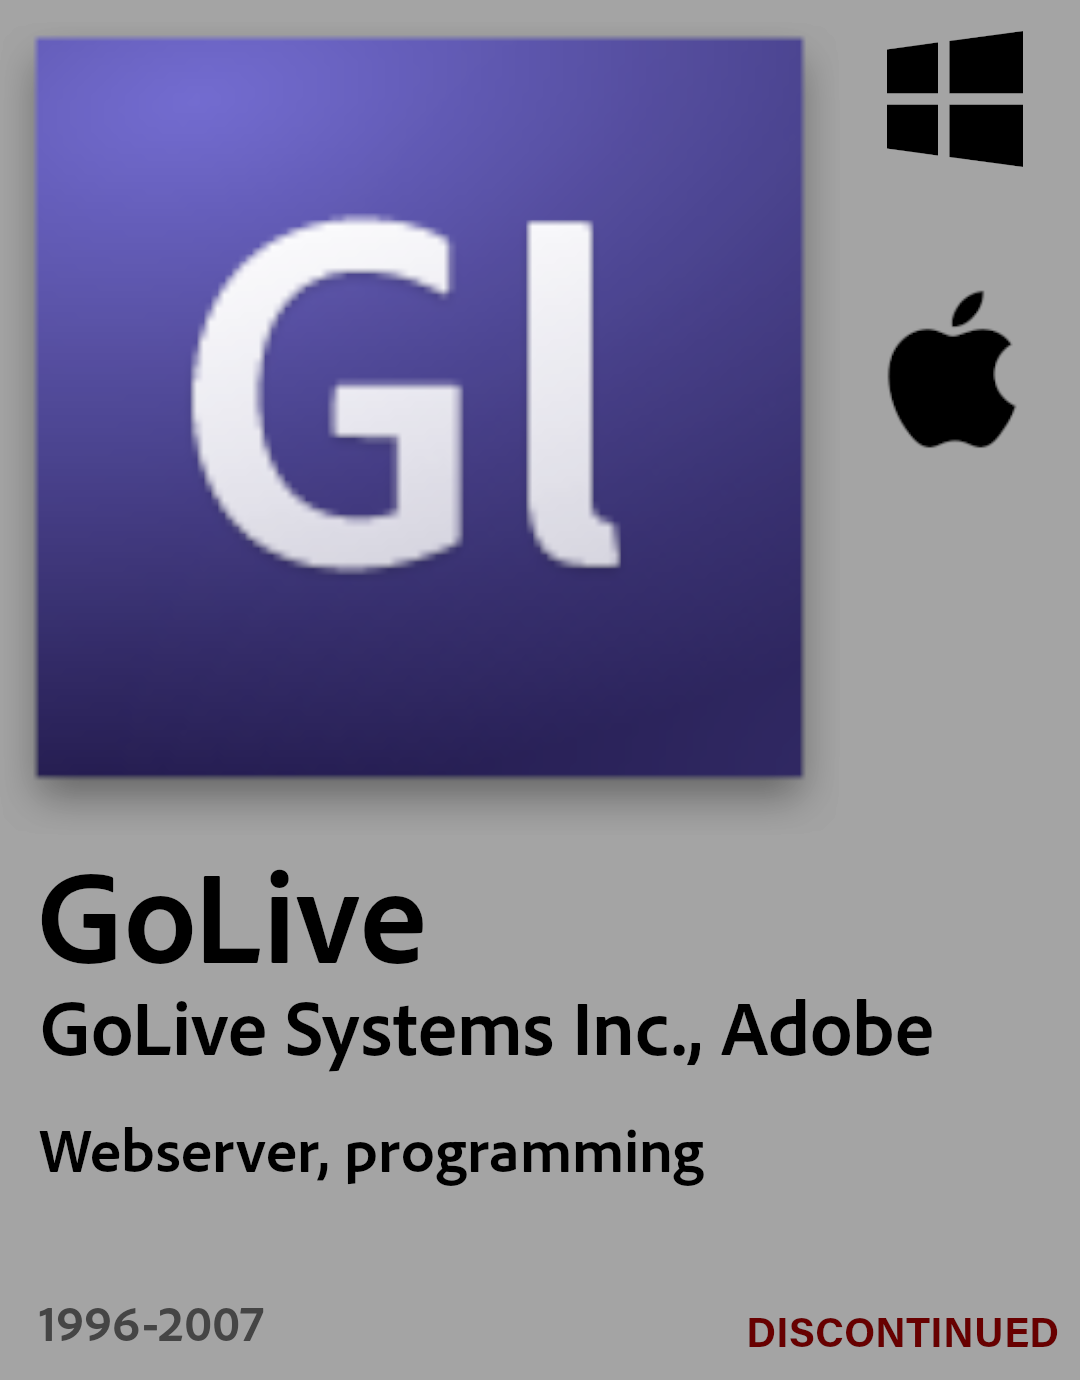 Gl
GoLive
GoLive Systems Inc., Adobe
Webserver, programming
1996-2007
DISCONTINUED